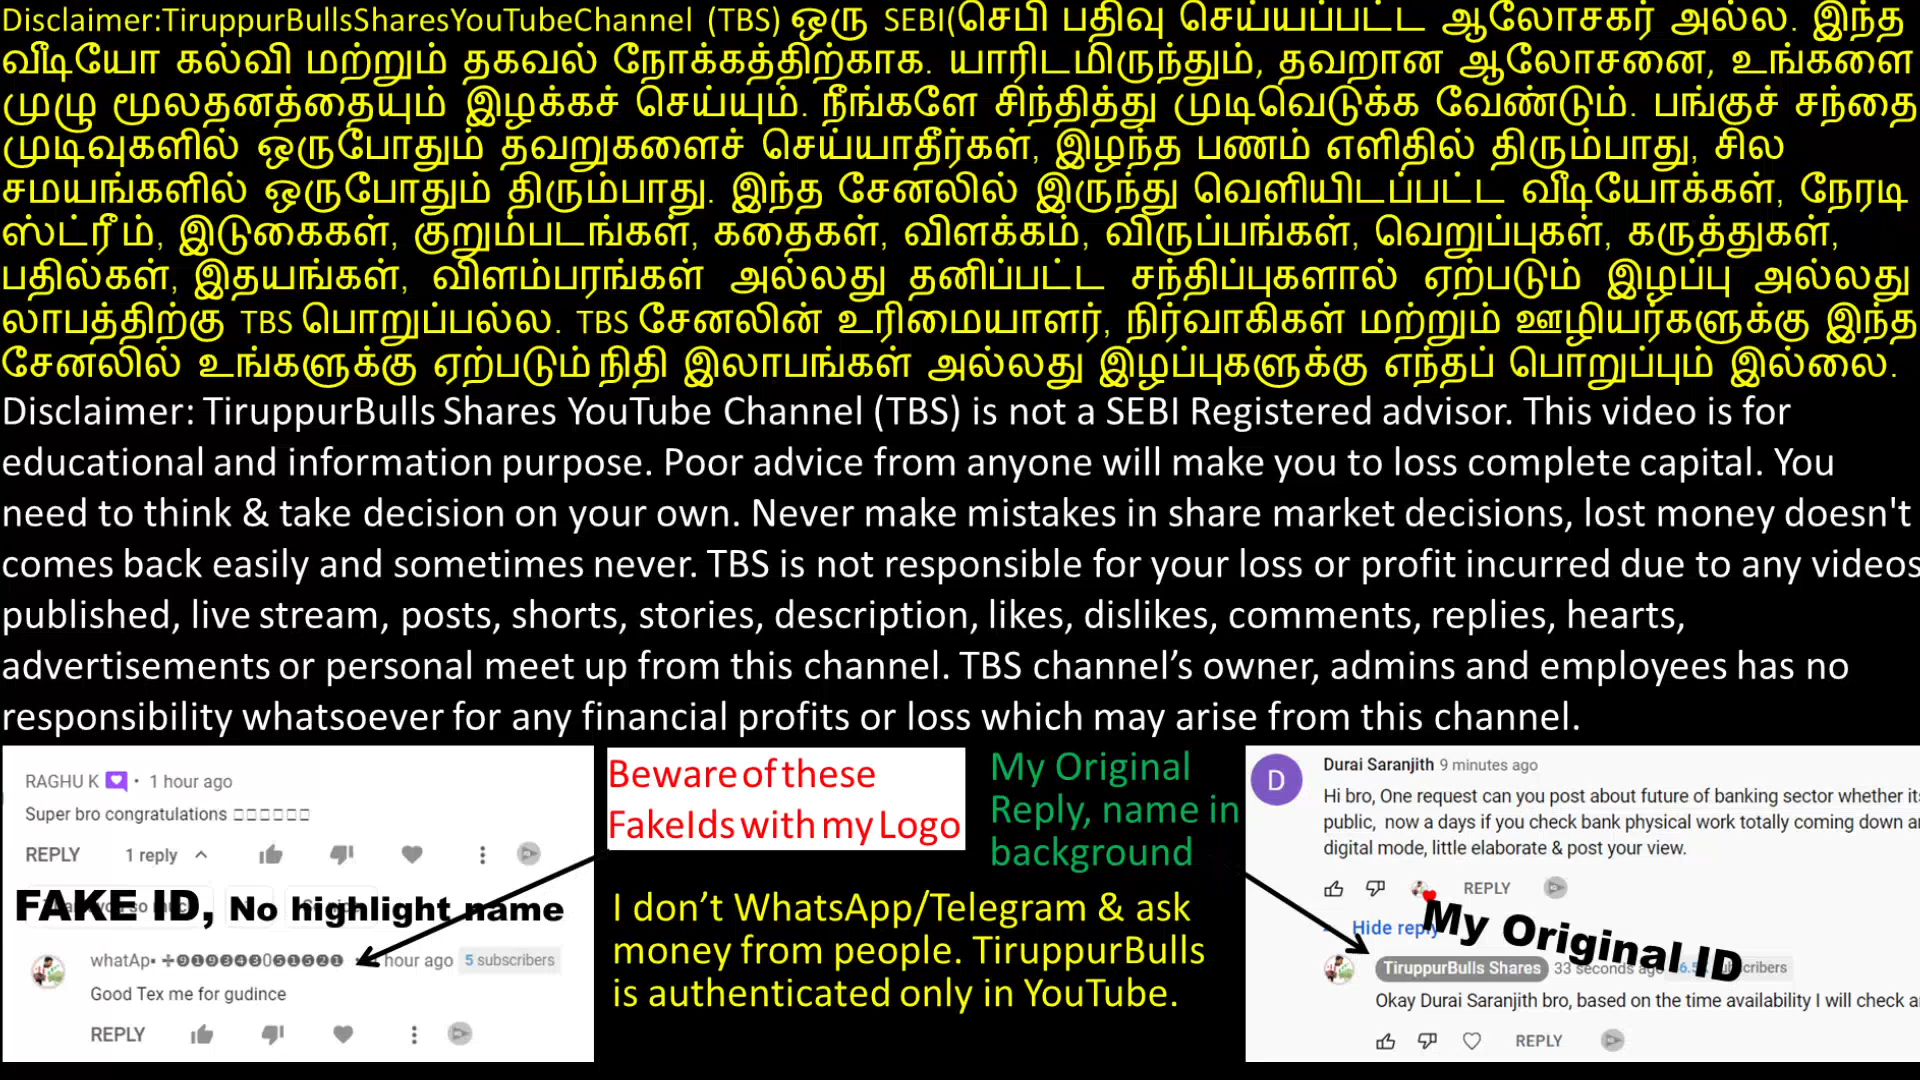 Disclaimer:TiruppurBullsSharesYouTubeChannel (TBS) ஒரு SEBI(செபி பதிவு செய்யப்பட்ட ஆலோசகர் அல்ல. இந்த
வீடியோ கல்வி மற்றும் தகவல் நோக்கத்திற்காக. யாரிடமிருந்தும், தவறான ஆலோசனை, உங்களை
முழு மூலதனத்தையும் இழக்கச் செய்யும். நீங்களே சிந்தித்து முடிவெடுக்க வேண்டும். பங்குச் சந்தை
முடிவுகளில் ஒருபோதும் தவறுகளைச் செய்யாதீர்கள், இழந்த பணம் எளிதில் திரும்பாது, சில
சமயங்களில் ஒருபோதும் திரும்பாது. இந்த சேனலில் இருந்து வெளியிடப்பட்ட வீடியோக்கள், நேரடி
ஸ்ட்ரீம், இடுகைகள், குறும்படங்கள், கதைகள், விளக்கம், விருப்பங்கள், வெறுப்புகள், கருத்துகள்,
பதில்கள், இதயங்கள், விளம்பரங்கள் அல்லது தனிப்பட்ட சந்திப்புகளால் ஏற்படும் இழப்பு அல்லது
லாபத்திற்கு TBS பொறுப்பல்ல. TBS சேனலின் உரிமையாளர், நிர்வாகிகள் மற்றும் ஊழியர்களுக்கு இந்த
சேனலில் உங்களுக்கு ஏற்படும் நிதி இலாபங்கள் அல்லது இழப்புகளுக்கு எந்தப் பொறுப்பும் இல்லை.
Disclaimer: TiruppurBulls Shares YouTube Channel (TBS) is not a SEBI Registered advisor. This video is for
educational and information purpose. Poor advice from anyone will make you to loss complete capital. You
need to think & take decision on your own. Never make mistakes in share market decisions, lost money doesn't
comes back easily and sometimes never. TBS is not responsible for your loss or profit incurred due to any videos
published, live stream, posts, shorts, stories, description, likes, dislikes, comments, replies, hearts,
advertisements or personal meet up from this channel. TBS channel’s owner, admins and employees has no
responsibility whatsoever for any financial profits or loss which may arise from this channel.
RAGHU K • 1 hour ago
Super bro congratulations
REPLY 1 reply
FAKE ID, No highlight name
whatAp• ➗❾❶❾❸❹❸0❺❶❺❷❶ hour ago 5 subscribers
Good Tex me for gudince
REPLY
Beware of these
FakeIds with my Logo
My Original
Reply, name in
background
I don’t WhatsApp/Telegram & ask
money from people. TiruppurBulls
is authenticated only in YouTube.
D
Durai Saranjith 9 minutes ago
Hi bro, One request can you post about future of banking sector whether its
public, now a days if you check bank physical work totally coming down an
digital mode, little elaborate & post your view.
REPLY
Hide reply
My Original ID
TiruppurBulls Shares 33 seconds ago
Okay Durai Saranjith bro, based on the time availability I will check a
REPLY